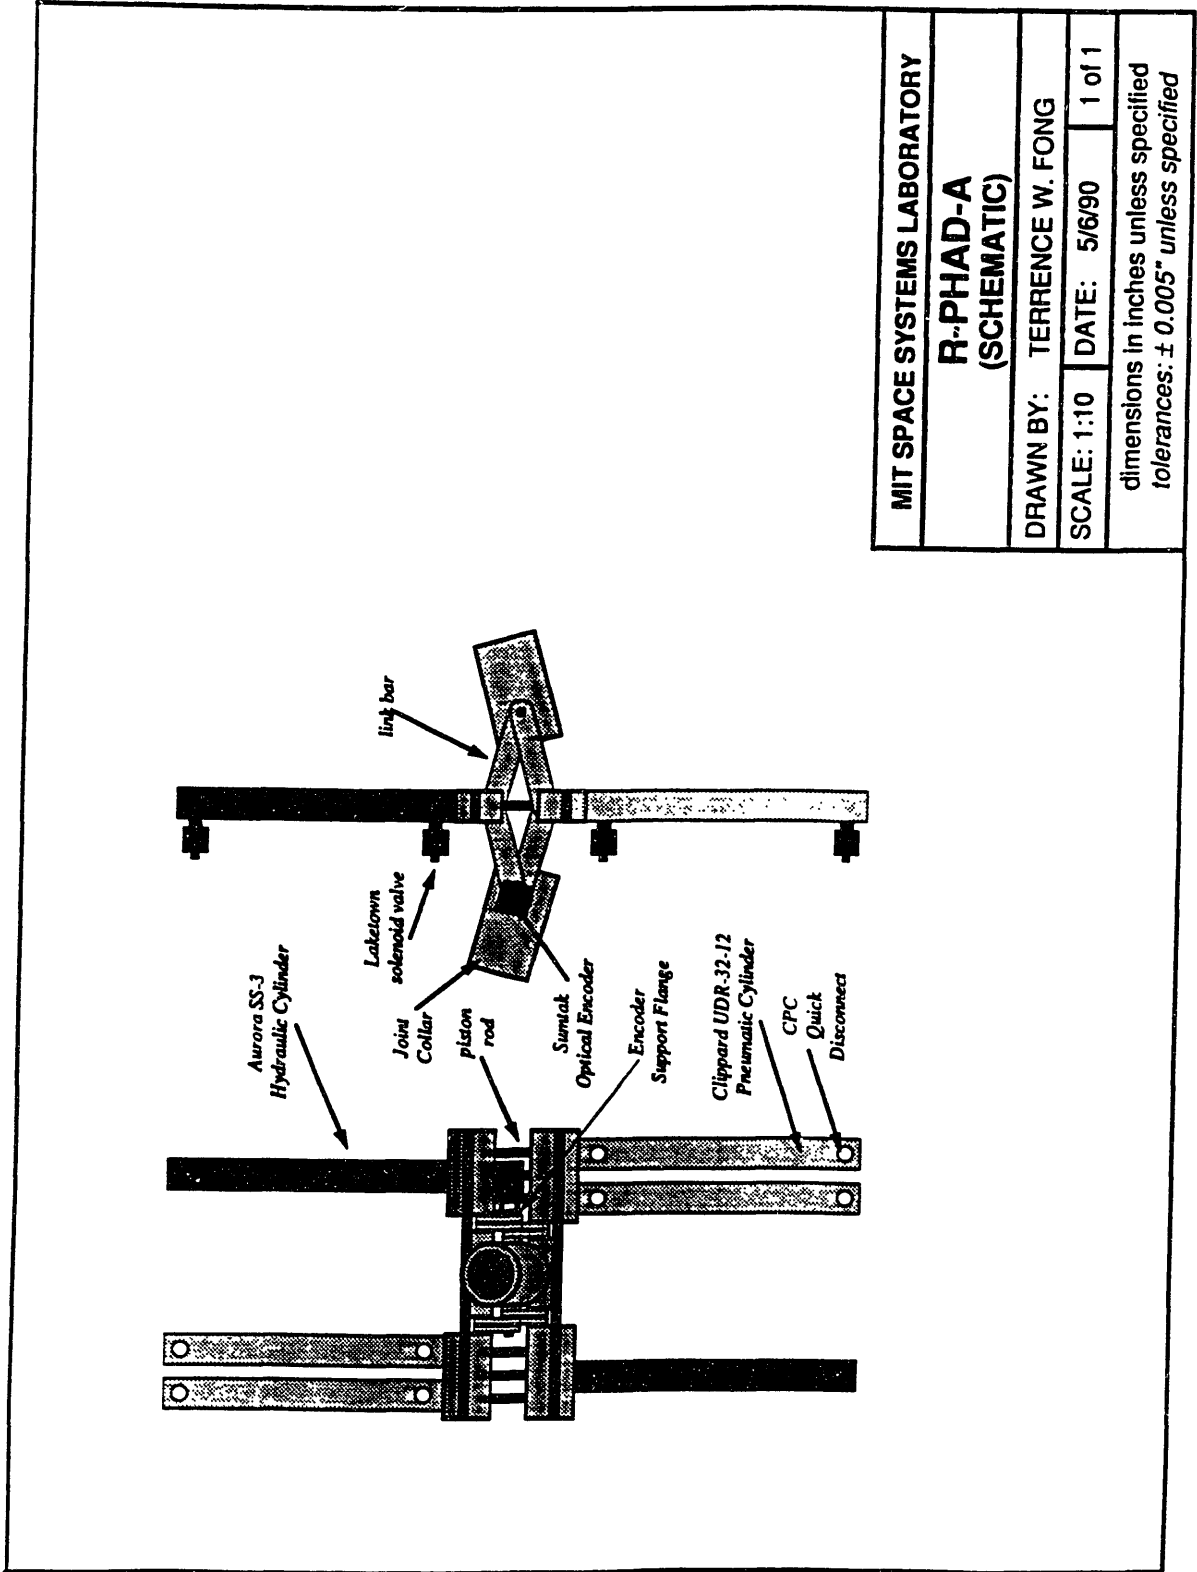 Aurora SS-3
Hydraulic Cylinder
Laketown
solenoid valve
link bar
Joint
Collar
piston
rod
Sumtak
Optical Encoder
Encoder
Support Flange
Clippard UDR-32-12
Pneumatic Cylinder
CPC
Quick
Disconnect
MIT SPACE SYSTEMS LABORATORY
R-PHAD-A
(SCHEMATIC)
DRAWN BY: TERRENCE W. FONG
SCALE: 1:10 DATE: 5/6/90 1 of 1
dimensions in inches unless specified
tolerances: ± 0.005" unless specified